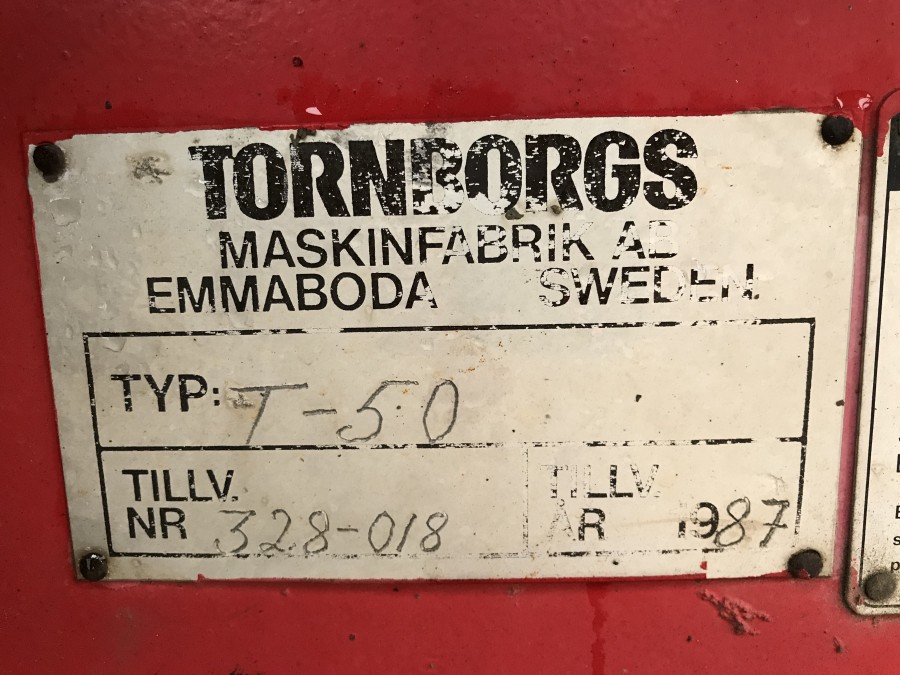 TORNBORGS
MASKINFABRIK AB
EMMABODA SWEDEN.
TYP: T-50
TILLV.
NR 328-018
TILLV.
ÅR 1987